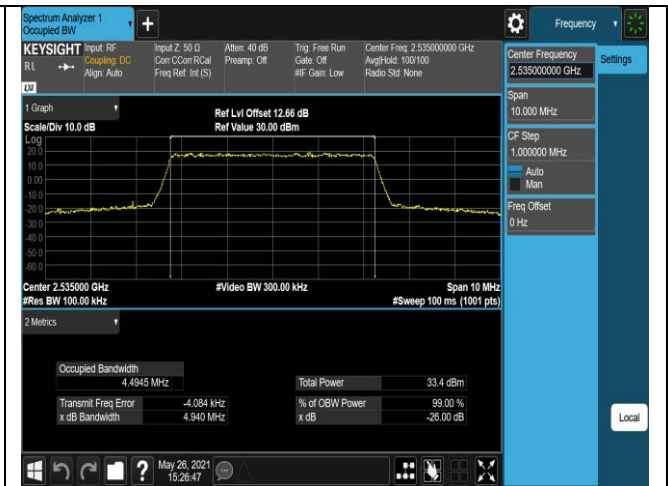 Spectrum Analyzer 1
Occupied BW
+
Frequency
KEYSIGHT
RL
LXI
Input: RF
Coupling: DC
Align: Auto
Input Z: 50 Ω
Corr CCorr RCal
Freq Ref: Int (S)
Atten: 40 dB
Preamp: Off
Trig: Free Run
Gate: Off
#IF Gain: Low
Center Freq: 2.535000000 GHz
Avg|Hold: 100/100
Radio Std: None
Center Frequency
2.535000000 GHz
Settings
Span
10.000 MHz
CF Step
1.000000 MHz
Auto
Man
Freq Offset
0 Hz
1 Graph
Scale/Div 10.0 dB
Ref Lvl Offset 12.66 dB
Ref Value 30.00 dBm
Log
20.0
10.0
0.00
-10.0
-20.0
-30.0
-40.0
-50.0
-60.0
Center 2.535000 GHz
#Res BW 100.00 kHz
#Video BW 300.00 kHz
Span 10 MHz
#Sweep 100 ms (1001 pts)
2 Metrics
Occupied Bandwidth
4.4945 MHz
Total Power 33.4 dBm
Transmit Freq Error -4.084 kHz
% of OBW Power 99.00 %
x dB Bandwidth 4.940 MHz
x dB -26.00 dB
Local
?
May 26, 2021
15:26:47